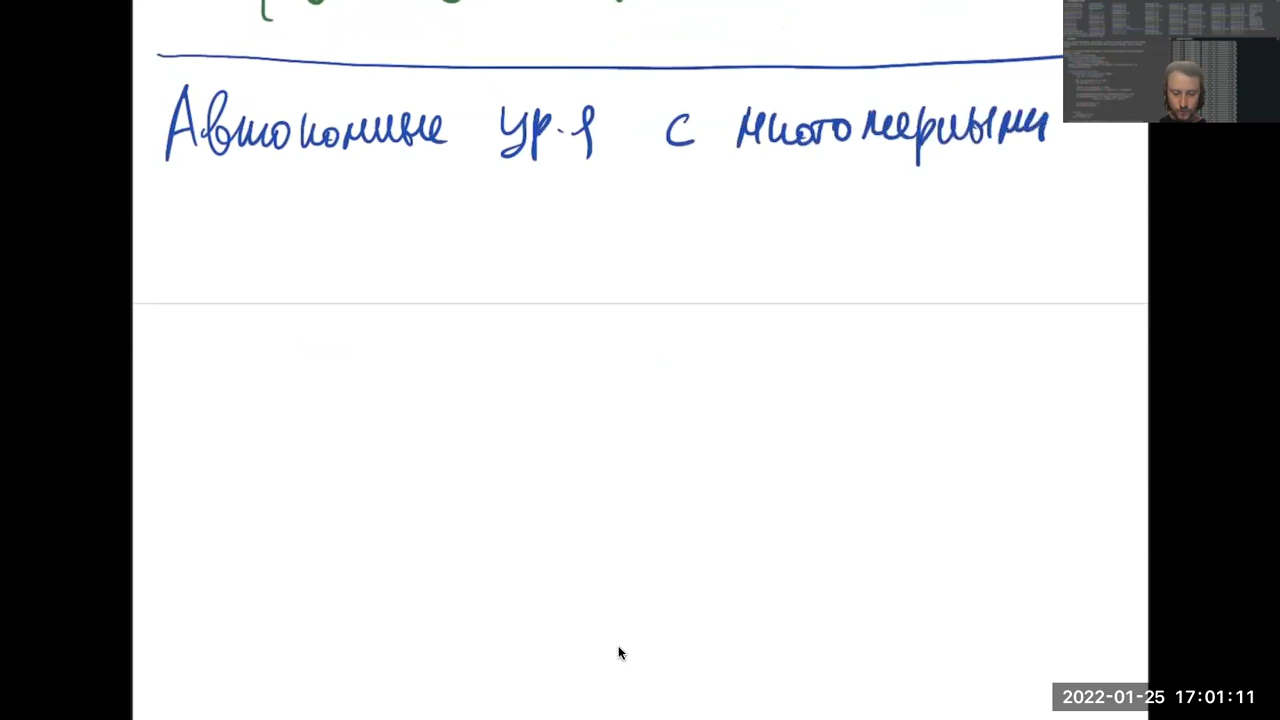 Автономные ур-я с многомерными
2022-01-25 17:01:11